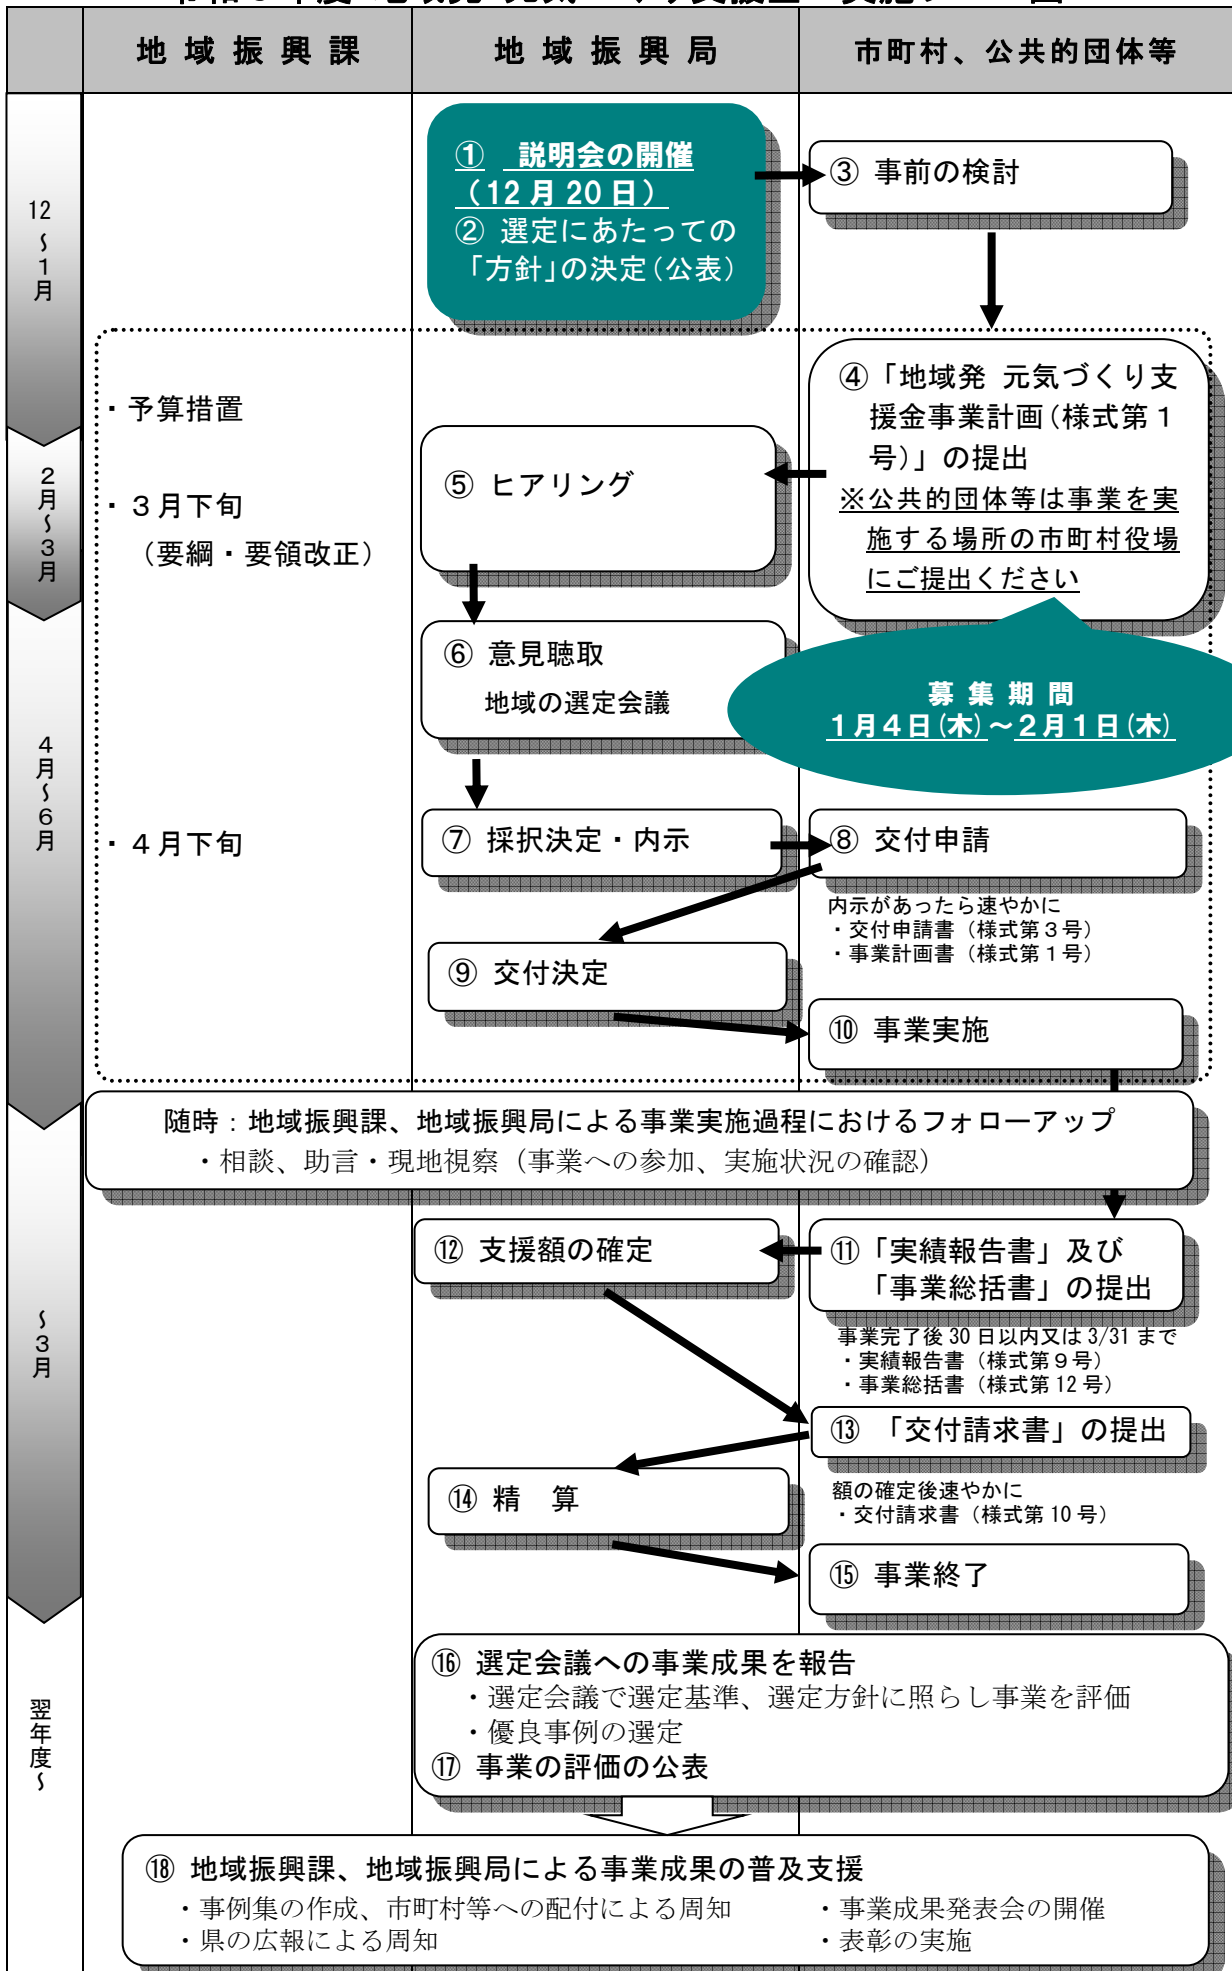 地域振興課
地域振興局
市町村、公共的団体等
12〜1月
① 説明会の開催
（12月20日）
② 選定にあたっての
「方針」の決定（公表）
③ 事前の検討
・予算措置
④「地域発 元気づくり支
援金事業計画（様式第１
号）」の提出
※公共的団体等は事業を実
施する場所の市町村役場
にご提出ください
２月〜３月
・３月下旬
（要綱・要領改正）
⑤ ヒアリング
⑥ 意見聴取
地域の選定会議
募集期間
１月４日（木）〜２月１日（木）
４月〜６月
・４月下旬
⑦ 採択決定・内示
⑧ 交付申請
内示があったら速やかに
・交付申請書（様式第３号）
・事業計画書（様式第１号）
⑨ 交付決定
⑩ 事業実施
随時：地域振興課、地域振興局による事業実施過程におけるフォローアップ
・相談、助言・現地視察（事業への参加、実施状況の確認）
〜３月
⑫ 支援額の確定
⑪「実績報告書」及び
「事業総括書」の提出
事業完了後30日以内又は3/31まで
・実績報告書（様式第９号）
・事業総括書（様式第12号）
⑬ 「交付請求書」の提出
額の確定後速やかに
・交付請求書（様式第10号）
⑭ 精　算
⑮ 事業終了
翌年度〜
⑯ 選定会議への事業成果を報告
・選定会議で選定基準、選定方針に照らし事業を評価
・優良事例の選定
⑰ 事業の評価の公表
⑱ 地域振興課、地域振興局による事業成果の普及支援
・事例集の作成、市町村等への配付による周知　・事業成果発表会の開催
・県の広報による周知　・表彰の実施